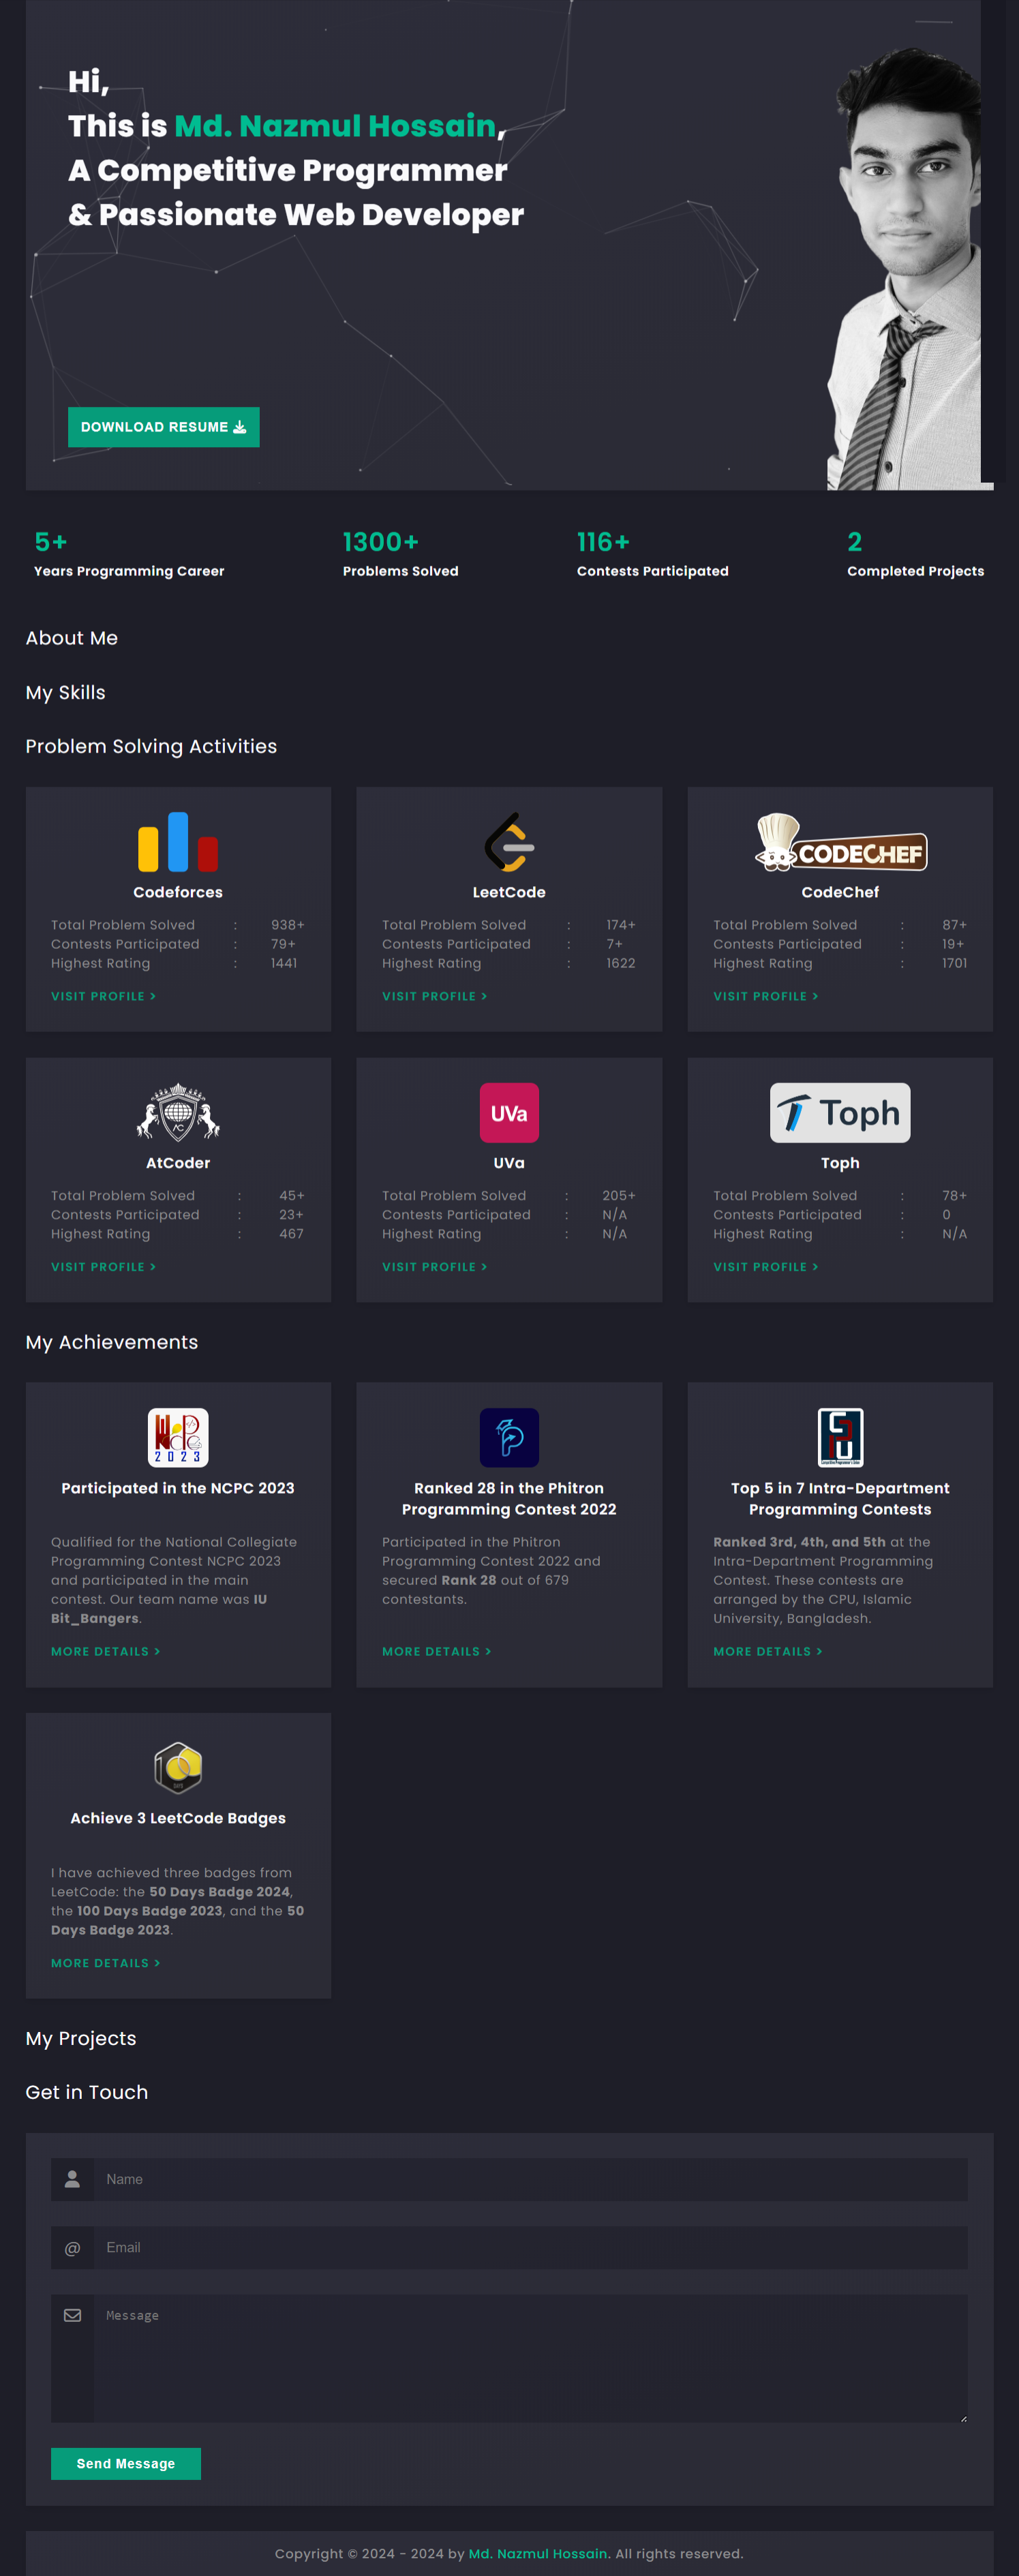 Hi,
This is Md. Nazmul Hossain,
A Competitive Programmer
& Passionate Web Developer
DOWNLOAD RESUME
5+
Years Programming Career
1300+
Problems Solved
116+
Contests Participated
2
Completed Projects
About Me
My Skills
Problem Solving Activities
Codeforces
Total Problem Solved : 938+
Contests Participated : 79+
Highest Rating : 1441
VISIT PROFILE >
LeetCode
Total Problem Solved : 174+
Contests Participated : 7+
Highest Rating : 1622
VISIT PROFILE >
CODECHEF
CodeChef
Total Problem Solved : 87+
Contests Participated : 19+
Highest Rating : 1701
VISIT PROFILE >
AC
AtCoder
Total Problem Solved : 45+
Contests Participated : 23+
Highest Rating : 467
VISIT PROFILE >
UVa
UVa
Total Problem Solved : 205+
Contests Participated : N/A
Highest Rating : N/A
VISIT PROFILE >
Toph
Toph
Total Problem Solved : 78+
Contests Participated : 0
Highest Rating : N/A
VISIT PROFILE >
My Achievements
2023
Participated in the NCPC 2023
Qualified for the National Collegiate
Programming Contest NCPC 2023
and participated in the main
contest. Our team name was IU
Bit_Bangers.
MORE DETAILS >
Ranked 28 in the Phitron
Programming Contest 2022
Participated in the Phitron
Programming Contest 2022 and
secured Rank 28 out of 679
contestants.
MORE DETAILS >
Top 5 in 7 Intra-Department
Programming Contests
Ranked 3rd, 4th, and 5th at the
Intra-Department Programming
Contest. These contests are
arranged by the CPU, Islamic
University, Bangladesh.
MORE DETAILS >
Achieve 3 LeetCode Badges
I have achieved three badges from
LeetCode: the 50 Days Badge 2024,
the 100 Days Badge 2023, and the 50
Days Badge 2023.
MORE DETAILS >
My Projects
Get in Touch
Name
@ Email
Message
Send Message
Copyright © 2024 - 2024 by Md. Nazmul Hossain. All rights reserved.